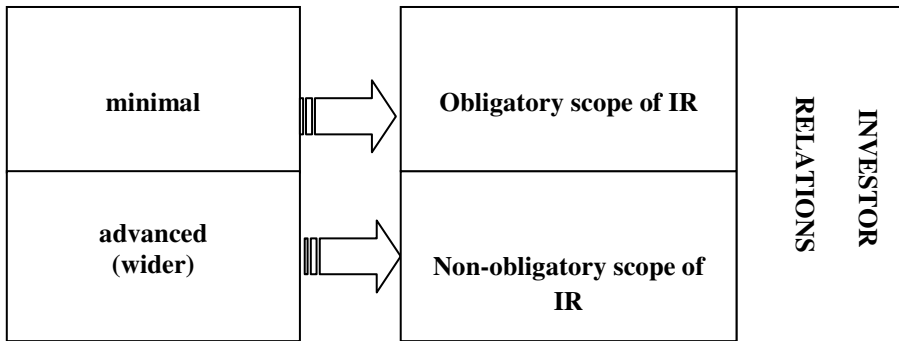 minimal
Obligatory scope of IR
advanced
(wider)
Non-obligatory scope of
IR
INVESTOR
RELATIONS